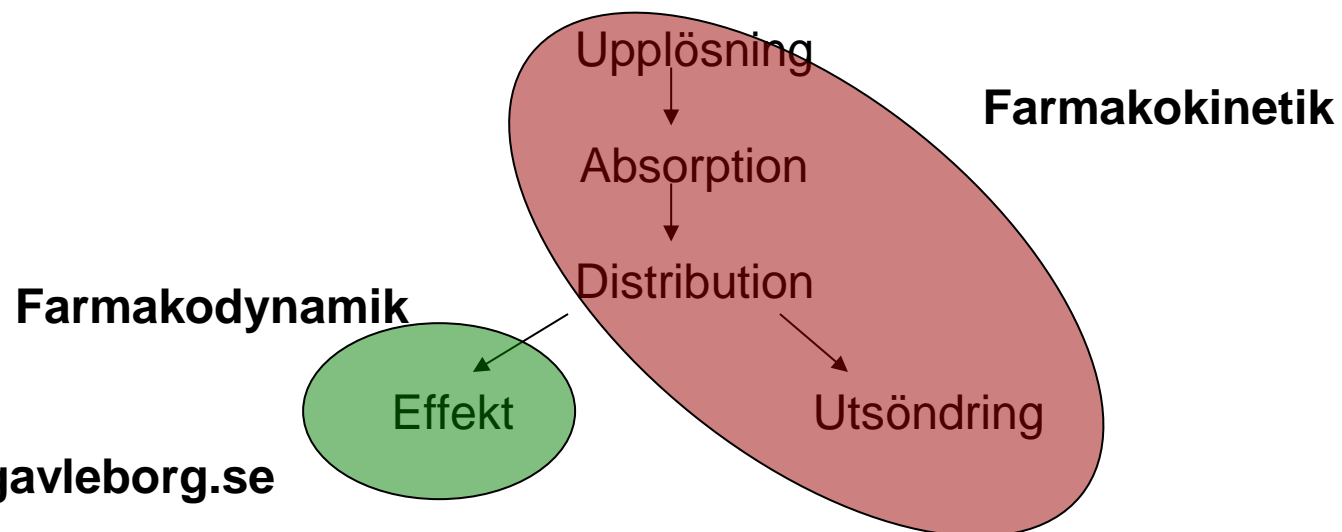 Upplösning
Farmakokinetik
Absorption
Distribution
Farmakodynamik
Effekt
Utsöndring
gavleborg.se